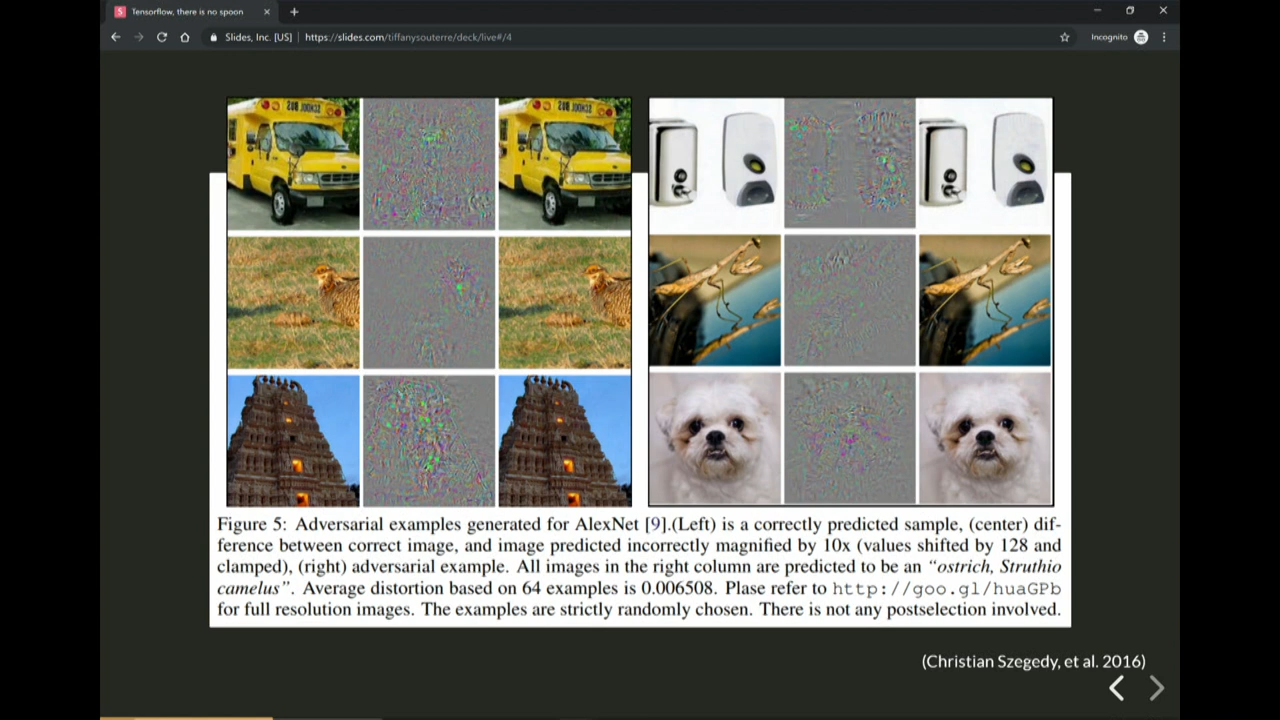 Tensorflow, there is no spoon
Slides, Inc. [US] | https://slides.com/tiffanysouterre/deck/live#/4
Incognito
Figure 5: Adversarial examples generated for AlexNet [9].(Left) is a correctly predicted sample, (center) dif-
ference between correct image, and image predicted incorrectly magnified by 10x (values shifted by 128 and
clamped), (right) adversarial example. All images in the right column are predicted to be an “ostrich, Struthio
camelus”. Average distortion based on 64 examples is 0.006508. Plase refer to http://goo.gl/huaGPb
for full resolution images. The examples are strictly randomly chosen. There is not any postselection involved.
(Christian Szegedy, et al. 2016)